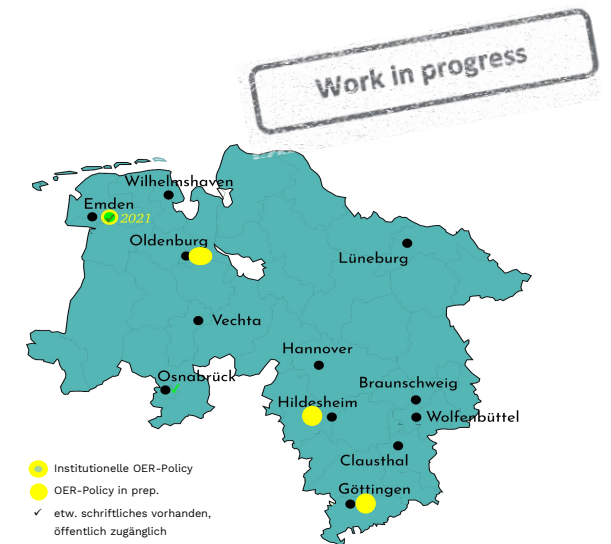 Work in progress
Wilhelmshaven
Emden
2021
Oldenburg
Lüneburg
Vechta
Hannover
Osnabrück
Braunschweig
Hildesheim
Wolfenbüttel
Clausthal
Göttingen
Institutionelle OER-Policy
OER-Policy in prep.
✓ etw. schriftliches vorhanden,
öffentlich zugänglich